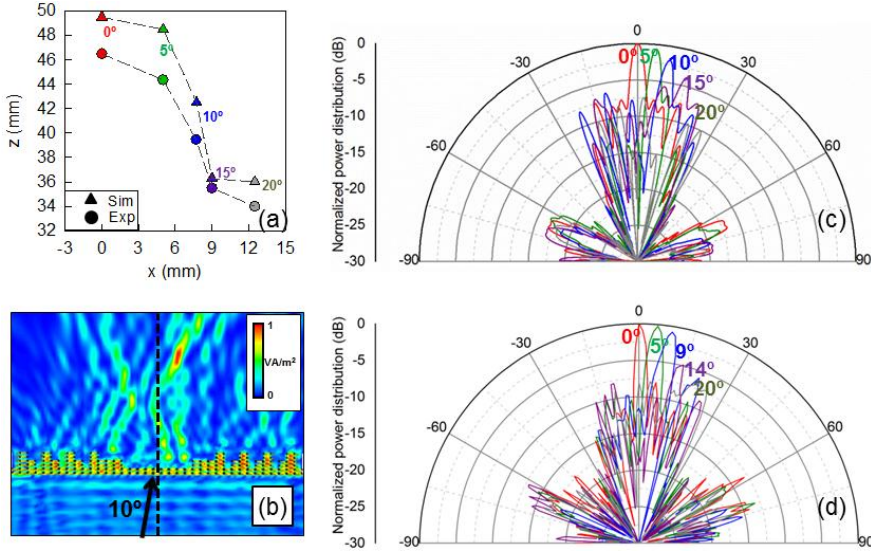 50
48
46
44
42
40
38
36
34
32
z (mm)
0º
5º
10º
15º
20º
Sim
Exp
(a)
-3 0 3 6 9 12 15
x (mm)
1
VA/m²
0
10º
(b)
Normalized power distribution (dB)
0
-5
-10
-15
-20
-25
-30
0
-30
30
-60
60
-90
90
0º 5º
10º
15º
20º
(c)
Normalized power distribution (dB)
0
-5
-10
-15
-20
-25
-30
0
-30
30
-60
60
-90
90
0º
5º
9º
14º
20º
(d)